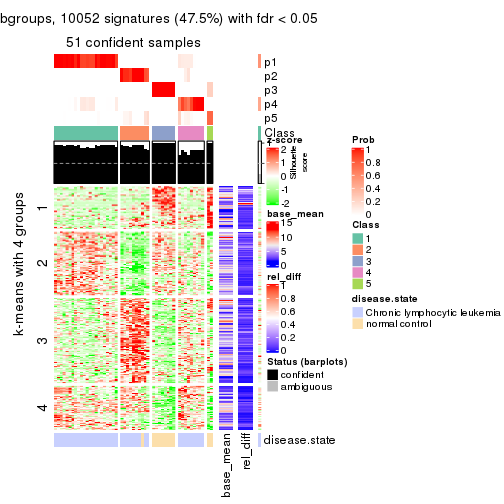 bgroups, 10052 signatures (47.5%) with fdr < 0.05
51 confident samples
p1
p2
p3
p4
p5
Class
Silhouette
score
k-means with 4 groups
1
2
3
4
base_mean
rel_diff
disease.state
z-score
2
1
0
-1
-2
base_mean
15
10
5
0
rel_diff
1
0.8
0.6
0.4
0.2
0
Status (barplots)
confident
ambiguous
Prob
1
0.8
0.6
0.4
0.2
0
Class
1
2
3
4
5
disease.state
Chronic lymphocytic leukemia
normal control